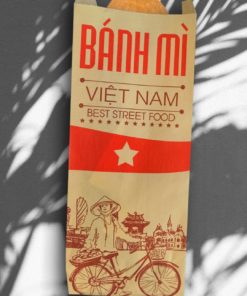 BÁNH MÌ
VIỆT NAM
BEST STREET FOOD